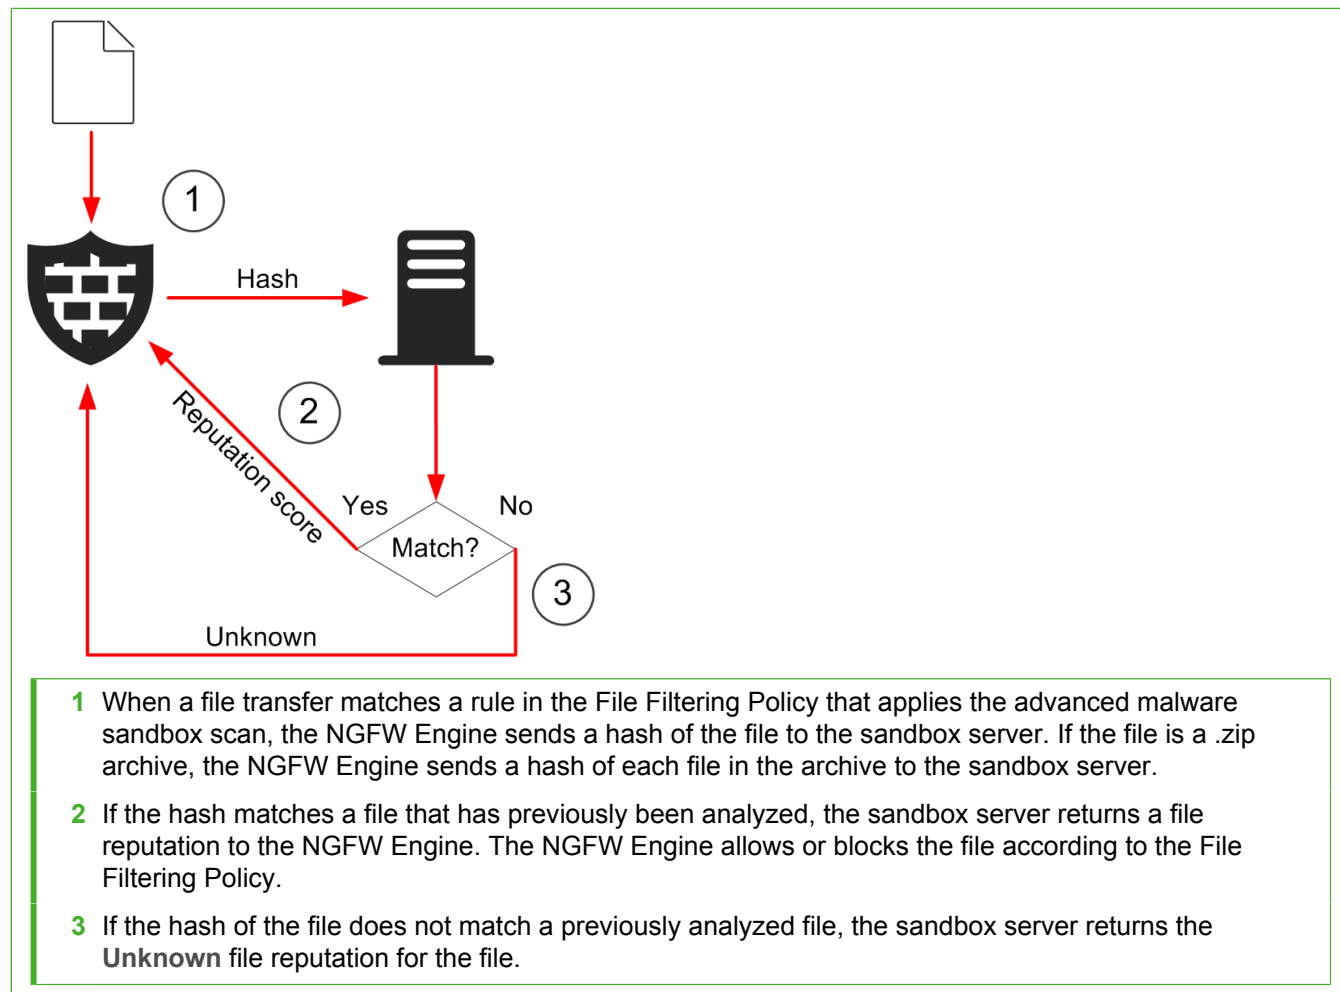 1
Hash
2
Reputation score
Yes
No
Match?
3
Unknown
1 When a file transfer matches a rule in the File Filtering Policy that applies the advanced malware
sandbox scan, the NGFW Engine sends a hash of the file to the sandbox server. If the file is a .zip
archive, the NGFW Engine sends a hash of each file in the archive to the sandbox server.
2 If the hash matches a file that has previously been analyzed, the sandbox server returns a file
reputation to the NGFW Engine. The NGFW Engine allows or blocks the file according to the File
Filtering Policy.
3 If the hash of the file does not match a previously analyzed file, the sandbox server returns the
Unknown file reputation for the file.